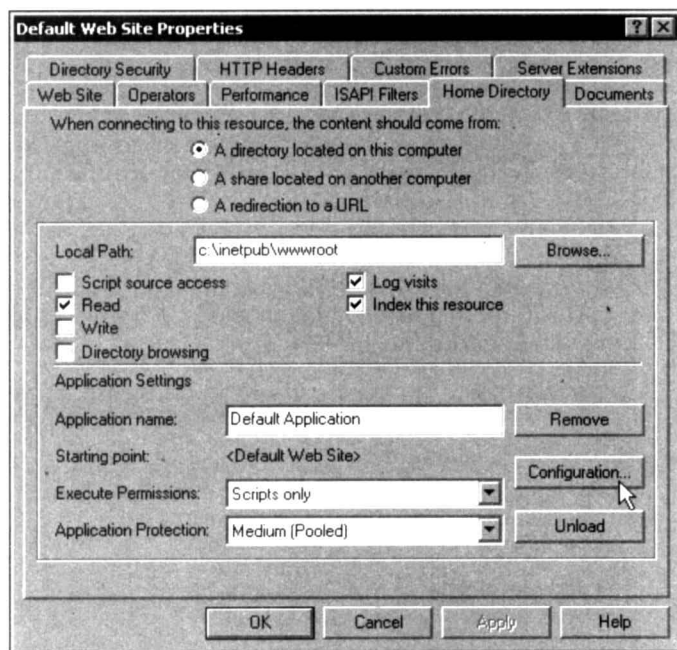 Default Web Site Properties
Directory Security HTTP Headers Custom Errors Server Extensions
Web Site Operators Performance ISAPI Filters Home Directory Documents
When connecting to this resource, the content should come from:
A directory located on this computer
A share located on another computer
A redirection to a URL
Local Path: c:\inetpub\wwwroot Browse...
Script source access Log visits
Read Index this resource
Write
Directory browsing
Application Settings
Application name: Default Application Remove
Starting point: <Default Web Site>
Configuration...
Execute Permissions: Scripts only
Application Protection: Medium (Pooled) Unload
OK Cancel Apply Help